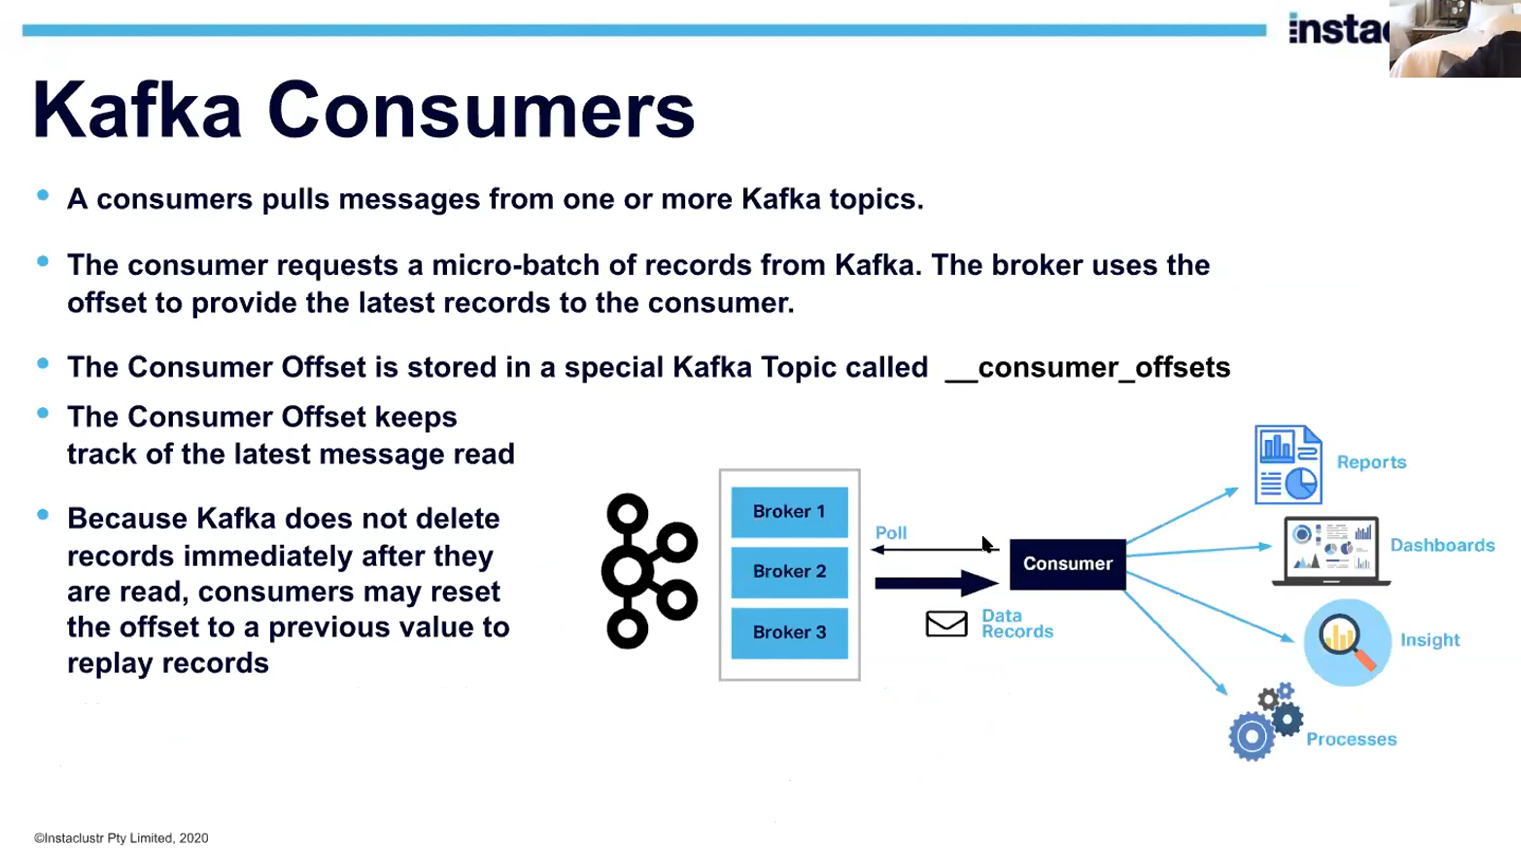 insta
Kafka Consumers
A consumers pulls messages from one or more Kafka topics.
The consumer requests a micro-batch of records from Kafka. The broker uses the
offset to provide the latest records to the consumer.
The Consumer Offset is stored in a special Kafka Topic called __consumer_offsets
The Consumer Offset keeps
track of the latest message read
Because Kafka does not delete
records immediately after they
are read, consumers may reset
the offset to a previous value to
replay records
Broker 1
Broker 2
Broker 3
Poll
Data
Records
Consumer
Reports
Dashboards
Insight
Processes
©Instaclustr Pty Limited, 2020